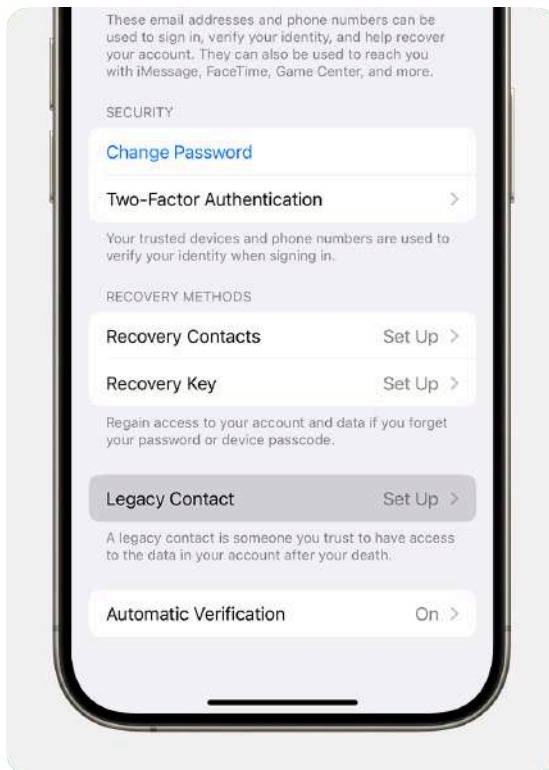 These email addresses and phone numbers can be
used to sign in, verify your identity, and help recover
your account. They can also be used to reach you
with iMessage, FaceTime, Game Center, and more.
SECURITY
Change Password
Two-Factor Authentication
Your trusted devices and phone numbers are used to
verify your identity when signing in.
RECOVERY METHODS
Recovery Contacts Set Up
Recovery Key Set Up
Regain access to your account and data if you forget
your password or device passcode.
Legacy Contact Set Up
A legacy contact is someone you trust to have access
to the data in your account after your death.
Automatic Verification On